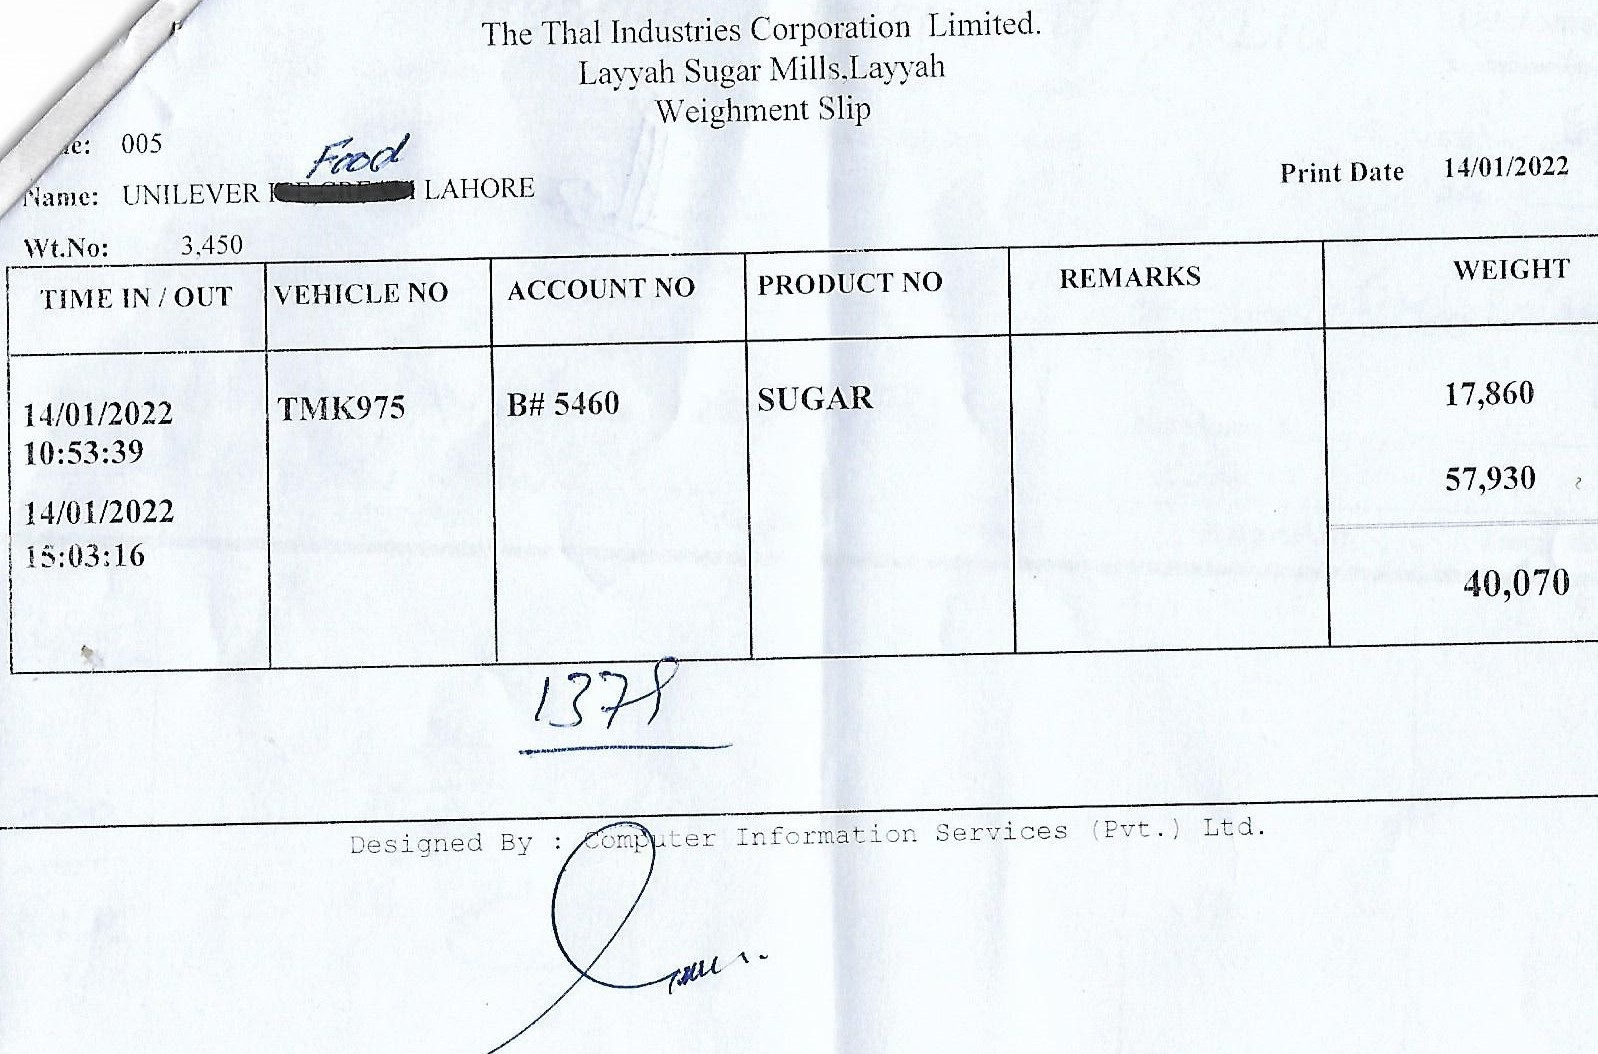 The Thal Industries Corporation Limited.
Layyah Sugar Mills,Layyah
Weighment Slip
005
Food
Name: UNILEVER LAHORE
Print Date 14/01/2022
Wt.No: 3,450
TIME IN / OUT VEHICLE NO ACCOUNT NO PRODUCT NO REMARKS WEIGHT
14/01/2022 TMK975 B# 5460 SUGAR 17,860
10:53:39
57,930
14/01/2022
15:03:16
40,070
1378
Designed By : Computer Information Services (Pvt.) Ltd.